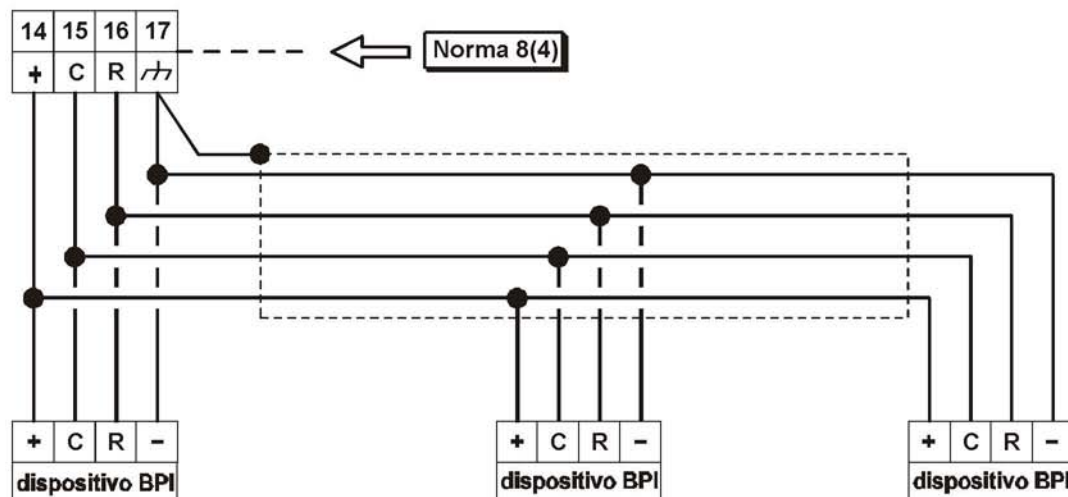 14 15 16 17
+ C R
Norma 8(4)
+ C R -
dispositivo BPI
+ C R -
dispositivo BPI
+ C R -
dispositivo BPI